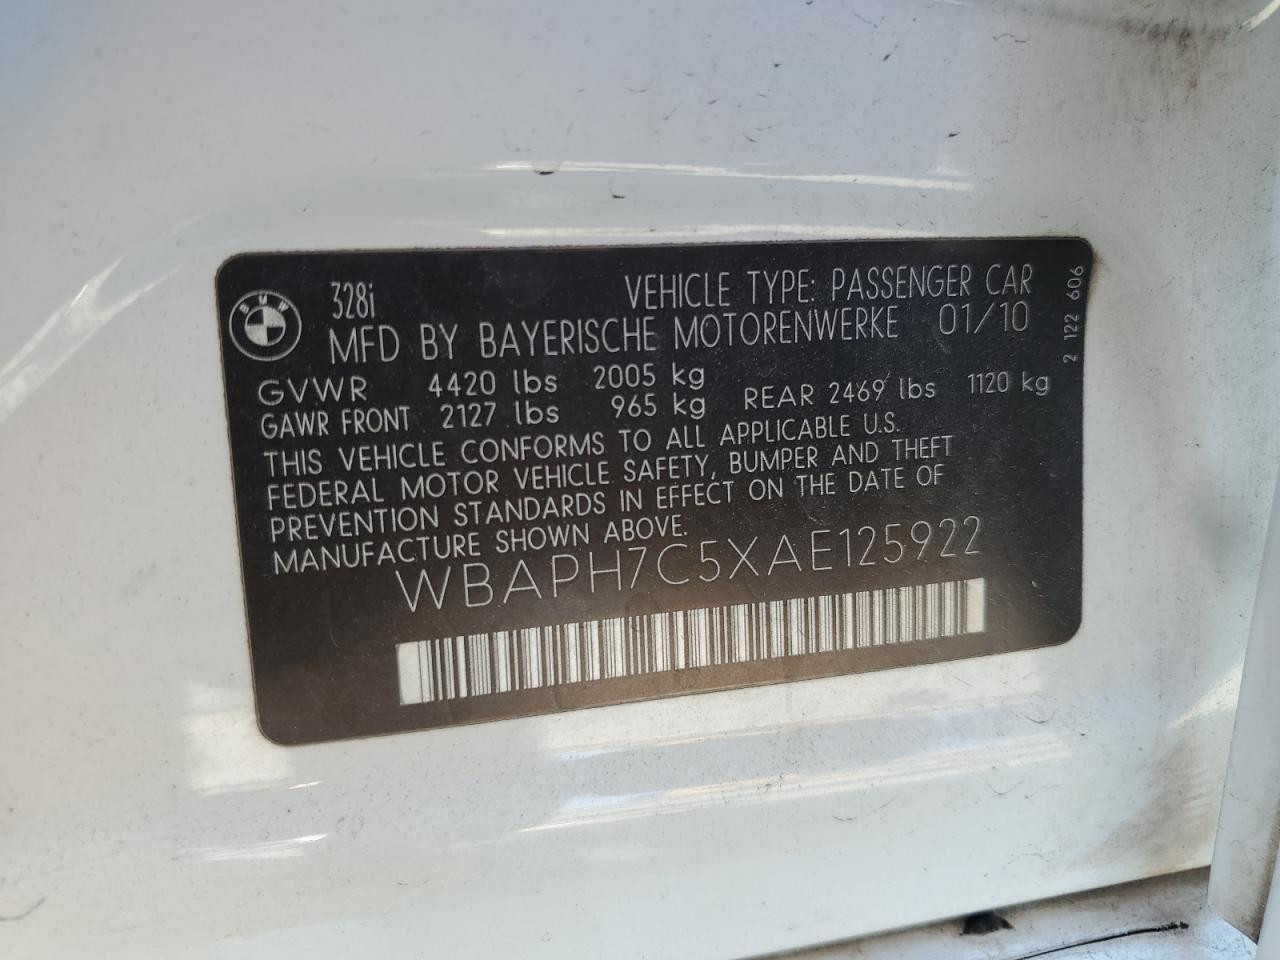 BMW
328i
VEHICLE TYPE: PASSENGER CAR
MFD BY BAYERISCHE MOTORENWERKE 01/10
GVWR 4420 lbs 2005 kg
GAWR FRONT 2127 lbs 965 kg REAR 2469 lbs 1120 kg
THIS VEHICLE CONFORMS TO ALL APPLICABLE U.S.
FEDERAL MOTOR VEHICLE SAFETY, BUMPER AND THEFT
PREVENTION STANDARDS IN EFFECT ON THE DATE OF
MANUFACTURE SHOWN ABOVE.
WBAPH7C5XAE125922
2 122 606